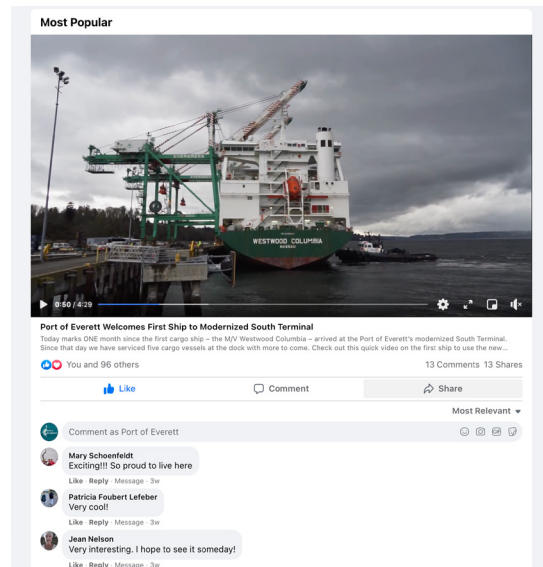 Most Popular
EVERGREEN
WESTWOOD COLUMBIA
0:50 / 4:29
Port of Everett Welcomes First Ship to Modernized South Terminal
Today marks ONE month since the first cargo ship – the M/V Westwood Columbia – arrived at the Port of Everett's modernized South Terminal.
Since that day we have serviced five cargo vessels at the dock with more to come. Check out this quick video on the first ship to use the new...
You and 96 others
13 Comments 13 Shares
Like
Comment
Share
Most Relevant
Comment as Port of Everett
GIF
Mary Schoenfeldt
Exciting!!! So proud to live here
Like · Reply · Message · 3w
Patricia Foubert Lefeber
Very cool!
Like · Reply · Message · 3w
Jean Nelson
Very interesting. I hope to see it someday!
Like · Reply · Message · 3w